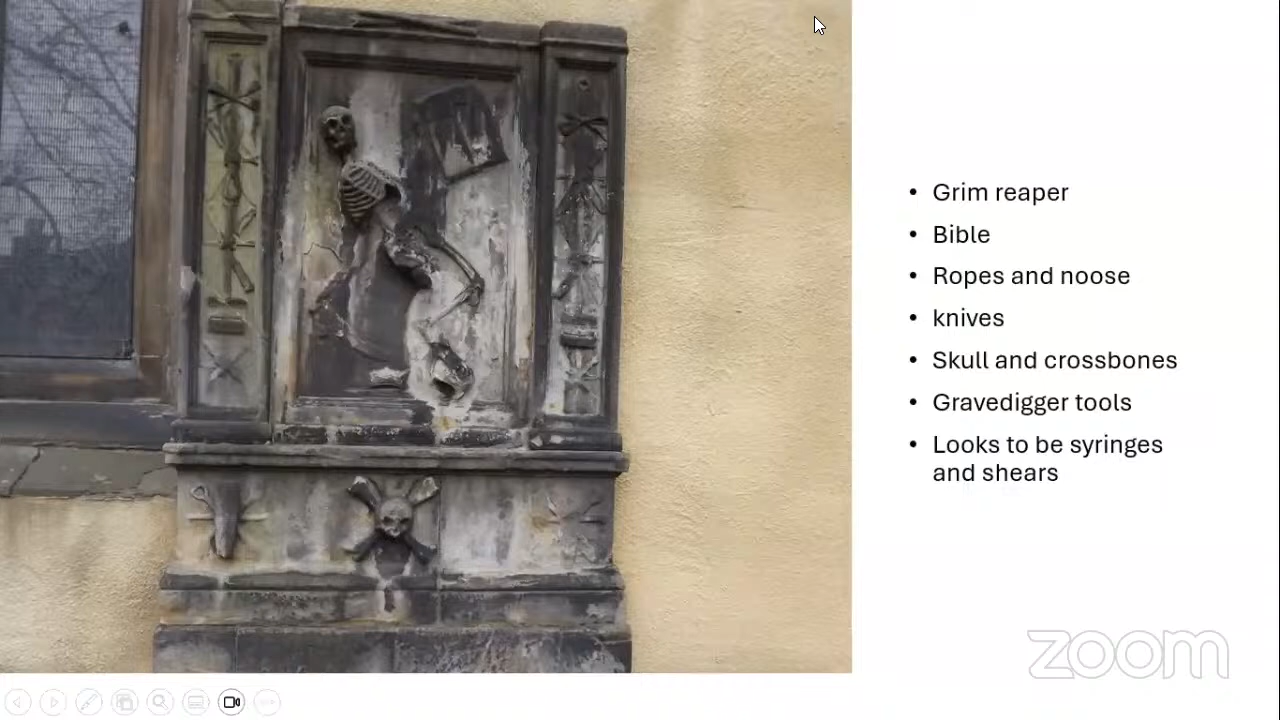 • Grim reaper
• Bible
• Ropes and noose
• knives
• Skull and crossbones
• Gravedigger tools
• Looks to be syringes
and shears
zoom